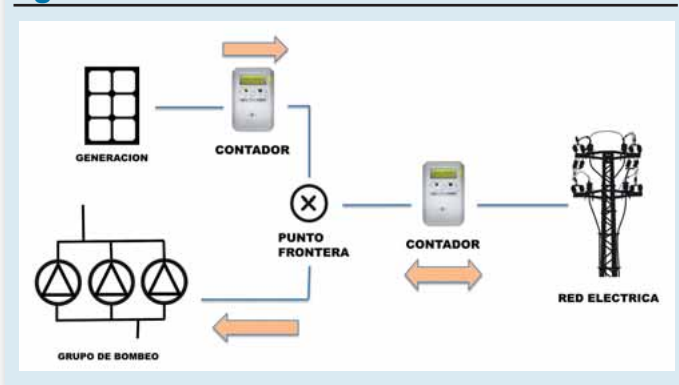 GENERACION
CONTADOR
PUNTO
FRONTERA
CONTADOR
RED ELECTRICA
GRUPO DE BOMBEO